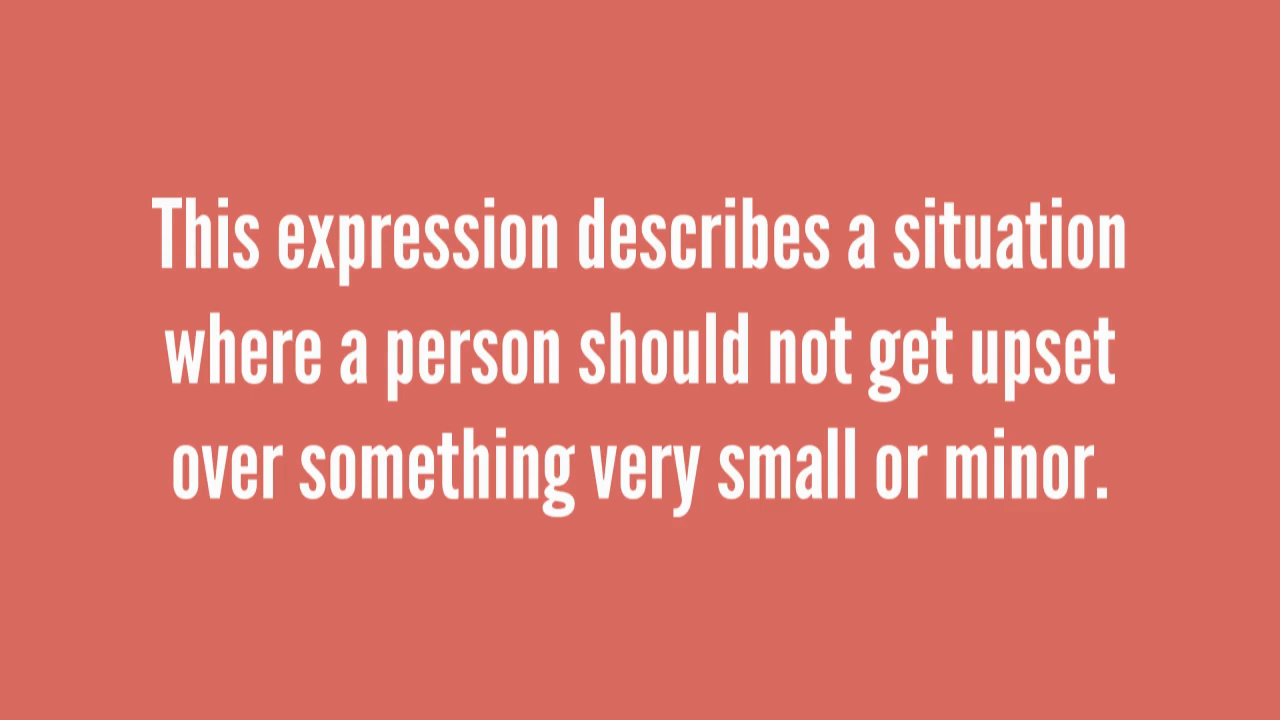 This expression describes a situation
where a person should not get upset
over something very small or minor.